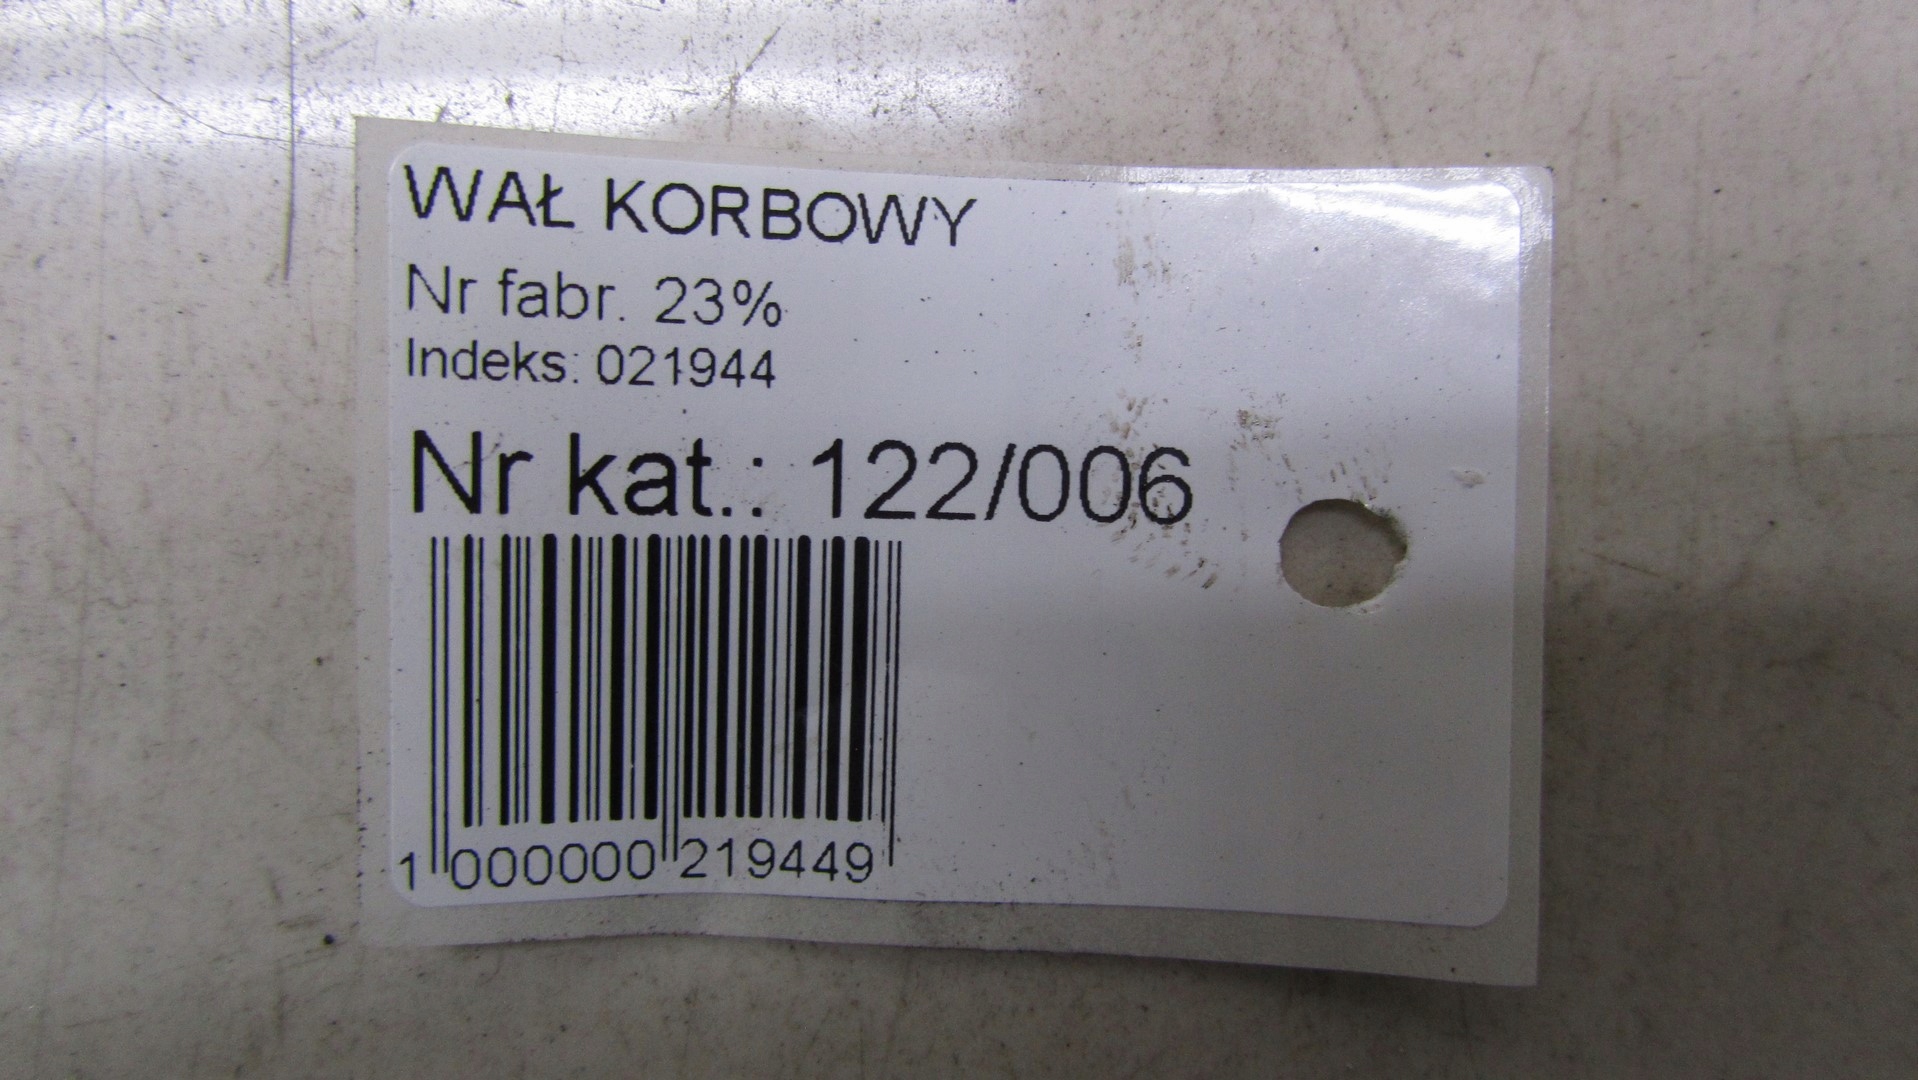 WAŁ KORBOWY
Nr fabr. 23%
Indeks: 021944
Nr kat.: 122/006
1 000000 219449